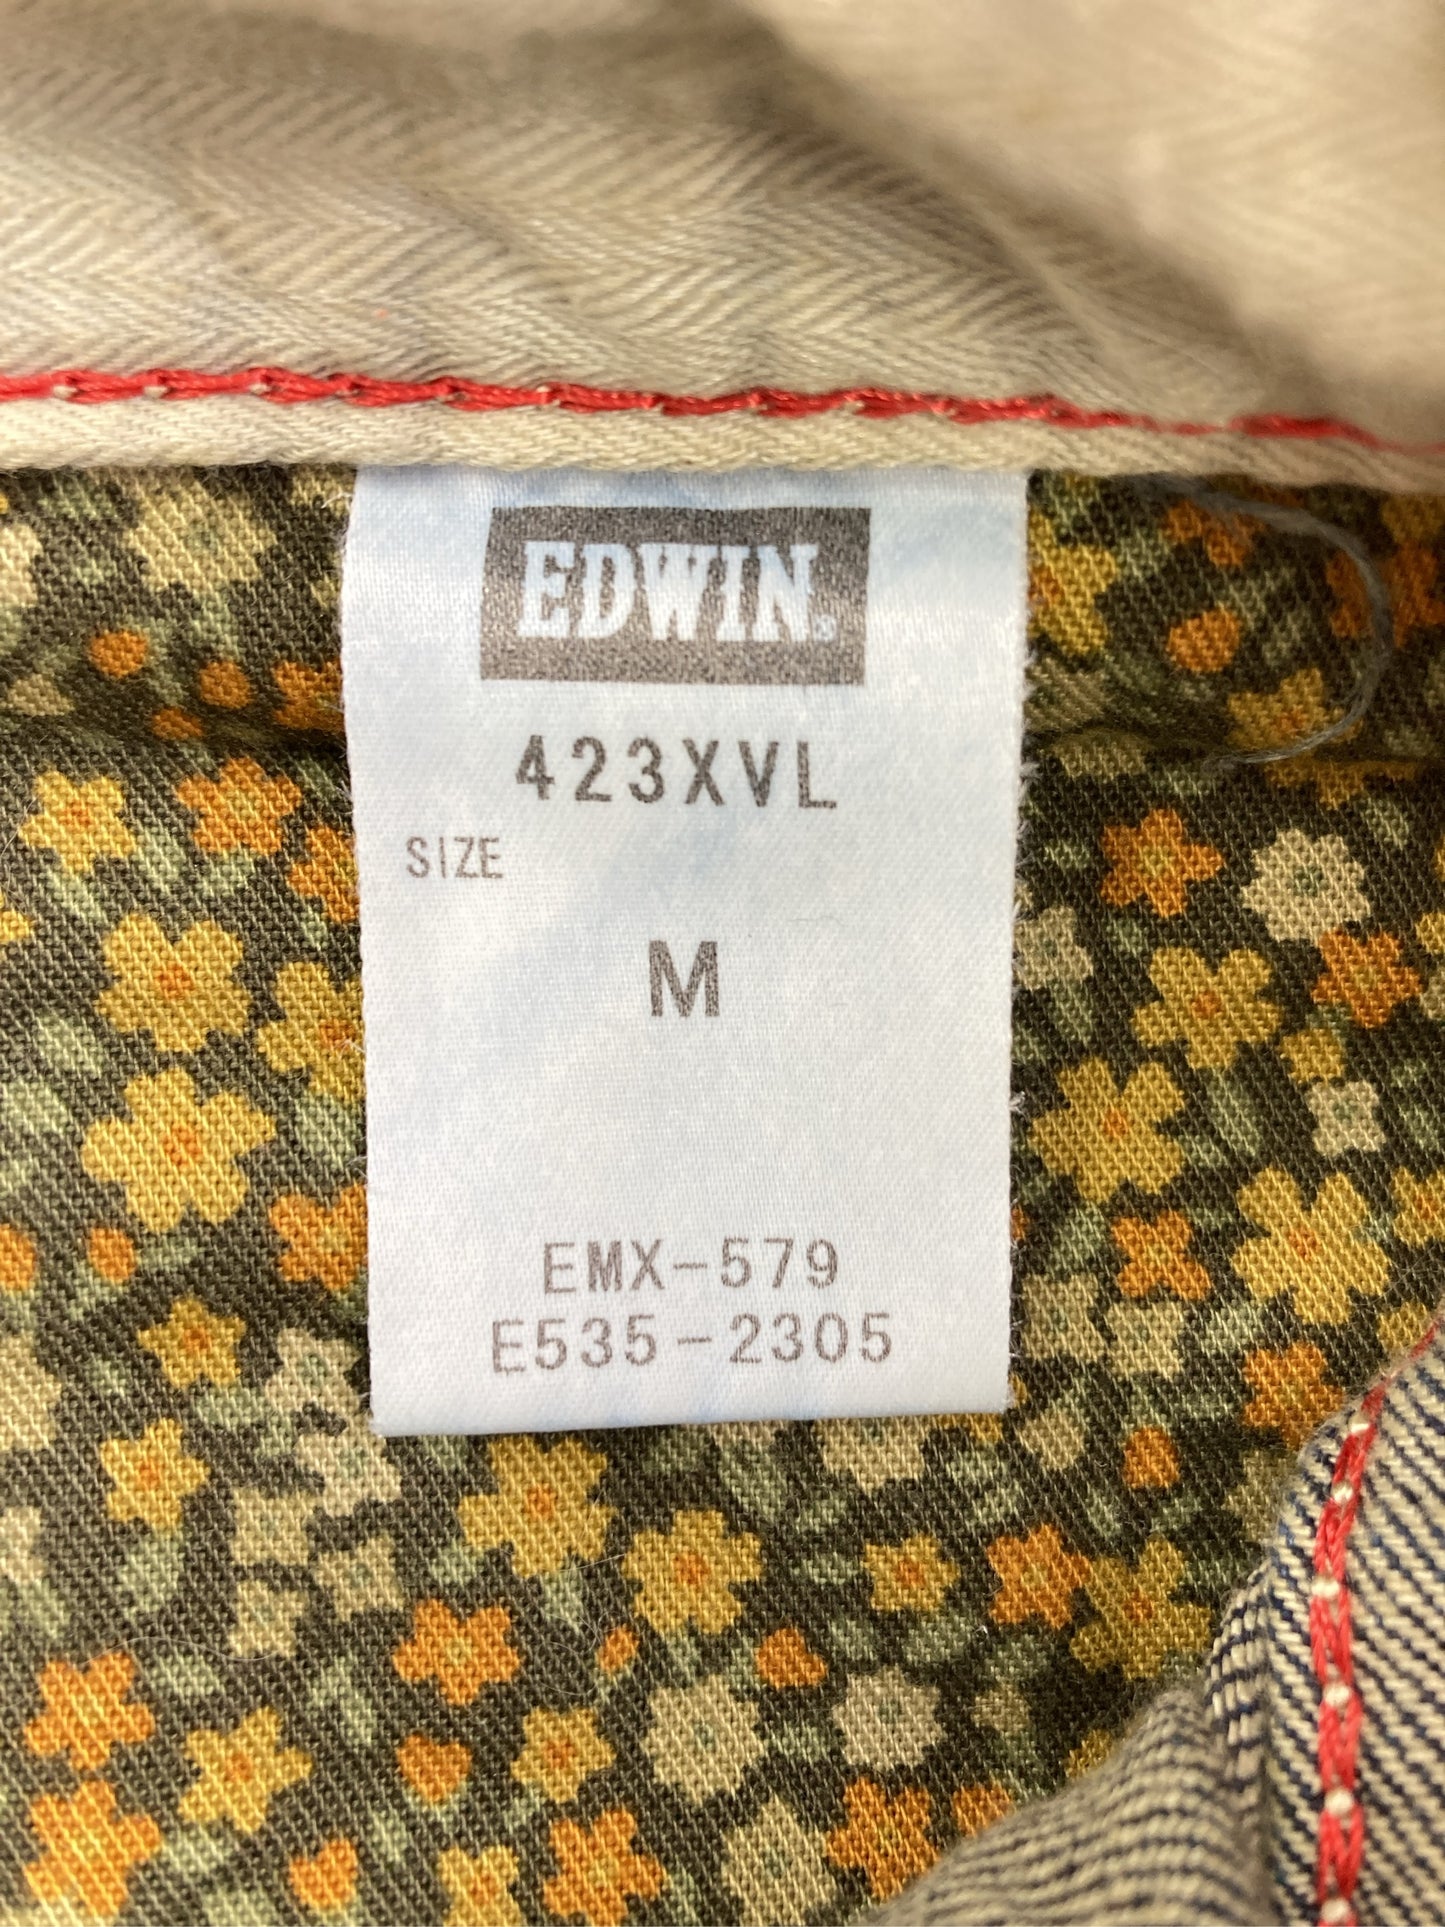 EDWIN®
423XVL
SIZE
M
EMX-579
E535-2305